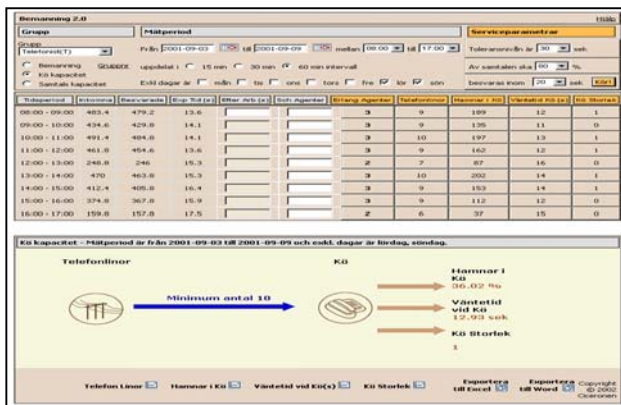 Bemanning 2.0 Hjälp
Grupp Mätperiod Serviceparametrar
Grupp
Telefonist(T)
Från 2001-09-03 till 2001-09-09 mellan 08:00 till 17:00 Toleransnivån är 30 sek
Bemanning Grupper uppdelat i 15 min 30 min 60 min intervall Av samtalen ska 80 %
Kö kapacitet
Samtals kapacitet Exkl dagar är mån tis ons tors fre lör sön besvaras inom 20 sek Kör!
Tidsperiod Inkomna Besvarade Exp Tid (s) Efter Arb (s) Sch Agenter Erlang Agenter Telefonlinor Hamnar i Kö Väntetid Kö (s) Kö Storlek
08:00 - 09:00 483.4 479.2 13.6 3 9 189 12 1
09:00 - 10:00 434.6 429.8 14.1 3 9 135 11 0
10:00 - 11:00 491.4 484.8 14.1 3 10 197 13 1
11:00 - 12:00 461.8 454.6 13.6 3 9 162 12 1
12:00 - 13:00 248.8 246 15.3 2 7 87 16 0
13:00 - 14:00 470 463.8 15.3 3 10 202 14 1
14:00 - 15:00 412.4 405.8 16.4 3 9 153 14 1
15:00 - 16:00 374.8 367.8 15.9 3 9 112 12 0
16:00 - 17:00 159.8 157.8 17.5 2 6 37 15 0
Kö kapacitet - Mätperiod är från 2001-09-03 till 2001-09-09 och exkl. dagar är lördag, söndag.
Telefonlinor Kö
Hamnar i
Kö
36.02 %
Minimum antal 10
Väntetid
vid Kö
12.93 sek
Kö Storlek
1
Telefon Linor Hamnar i Kö Väntetid vid Kö(s) Kö Storlek Exportera till Excel Exportera till Word Copyright © 2002 Ciceronen